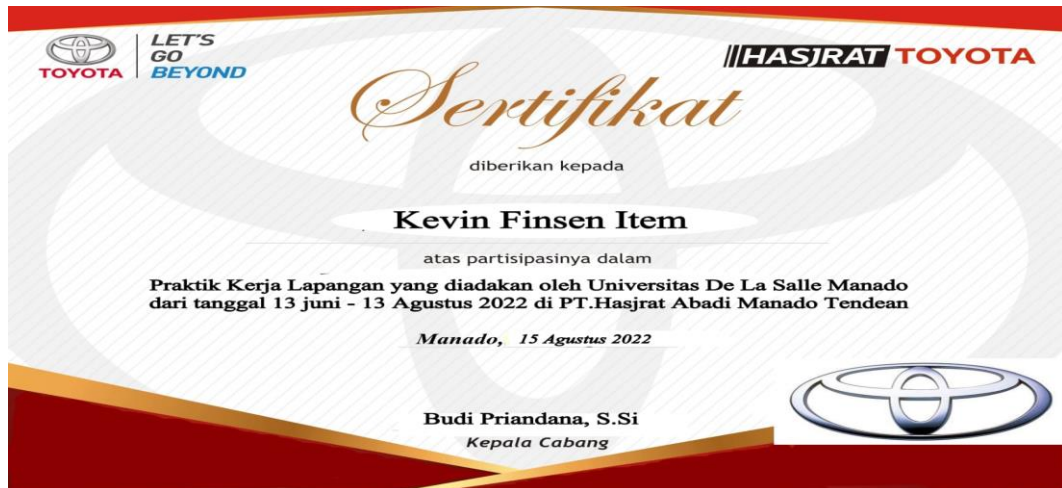 TOYOTA
LET'S
GO
BEYOND
HASJRAT TOYOTA
Sertifikat
diberikan kepada
Kevin Finsen Item
atas partisipasinya dalam
Praktik Kerja Lapangan yang diadakan oleh Universitas De La Salle Manado
dari tanggal 13 juni - 13 Agustus 2022 di PT.Hasjrat Abadi Manado Tendean
Manado, 15 Agustus 2022
Budi Priandana, S.Si
Kepala Cabang